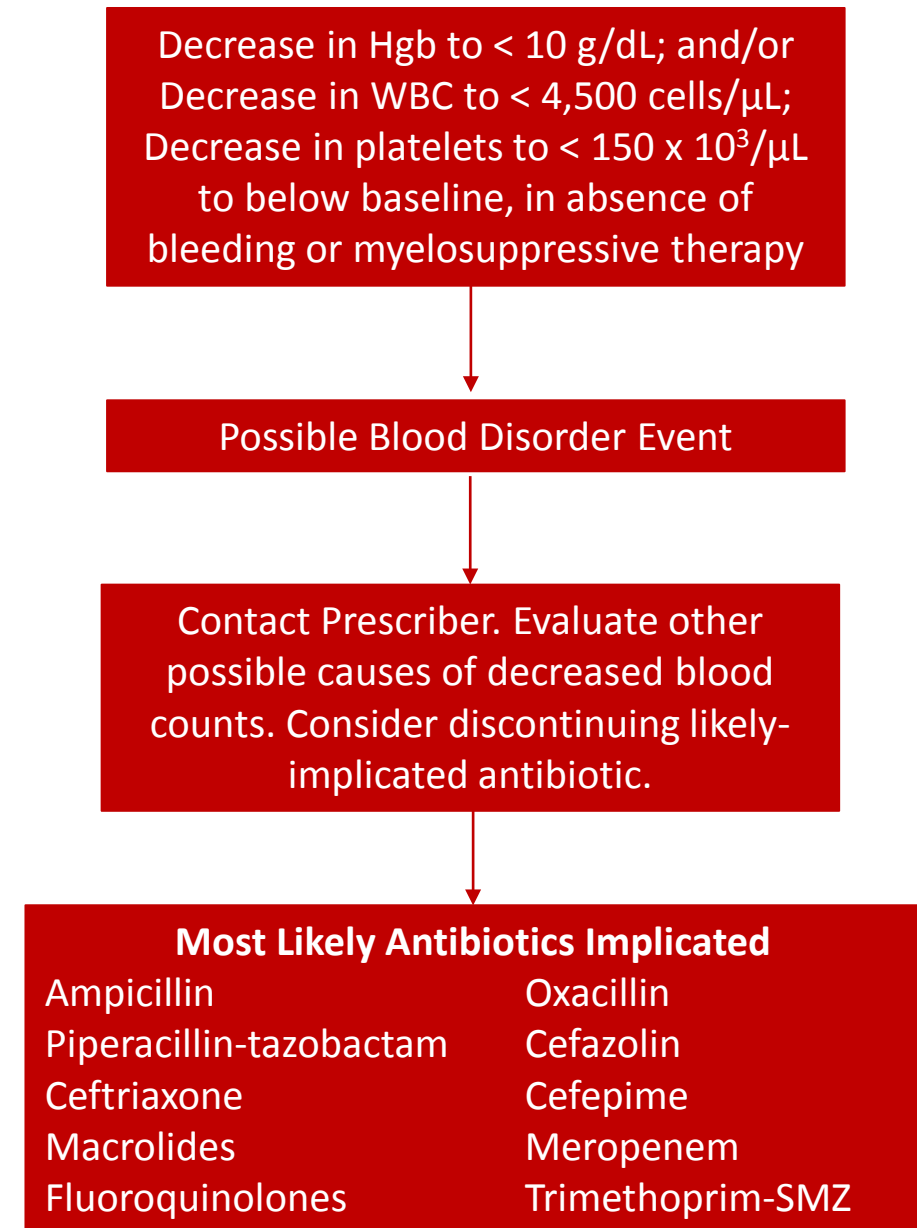 Decrease in Hgb to < 10 g/dL; and/or
Decrease in WBC to < 4,500 cells/µL;
Decrease in platelets to < 150 x 10³/µL
to below baseline, in absence of
bleeding or myelosuppressive therapy
Possible Blood Disorder Event
Contact Prescriber. Evaluate other
possible causes of decreased blood
counts. Consider discontinuing likely-
implicated antibiotic.
Most Likely Antibiotics Implicated
Ampicillin Oxacillin
Piperacillin-tazobactam Cefazolin
Ceftriaxone Cefepime
Macrolides Meropenem
Fluoroquinolones Trimethoprim-SMZ